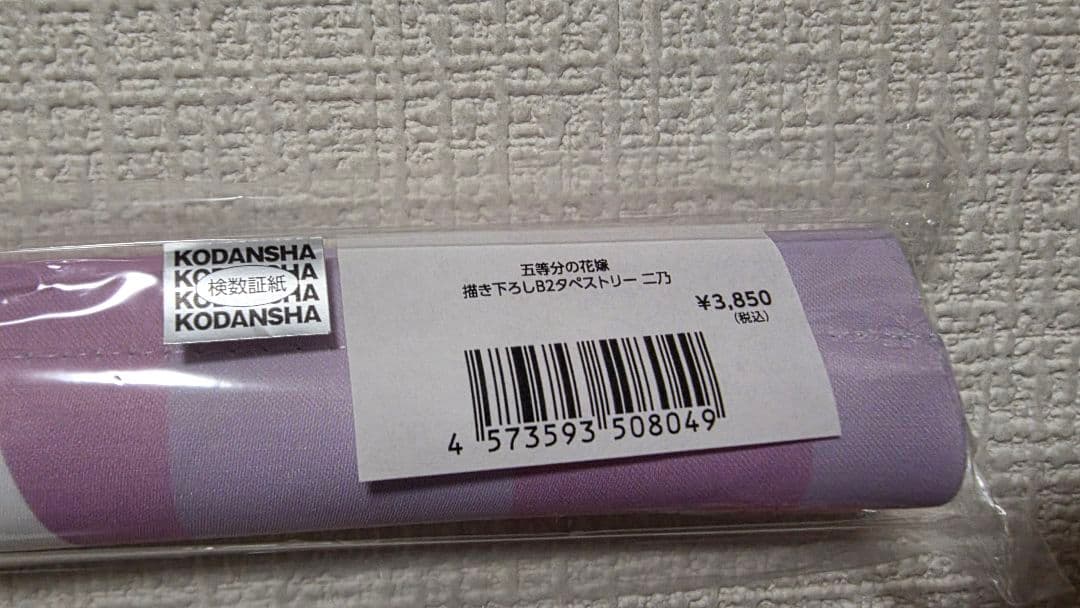 KODANSHA
KODANSHA
検数証紙
KODANSHA
KODANSHA
五等分の花嫁
描き下ろしB2タペストリー 二乃
¥3,850
(税込)
4 573593 508049